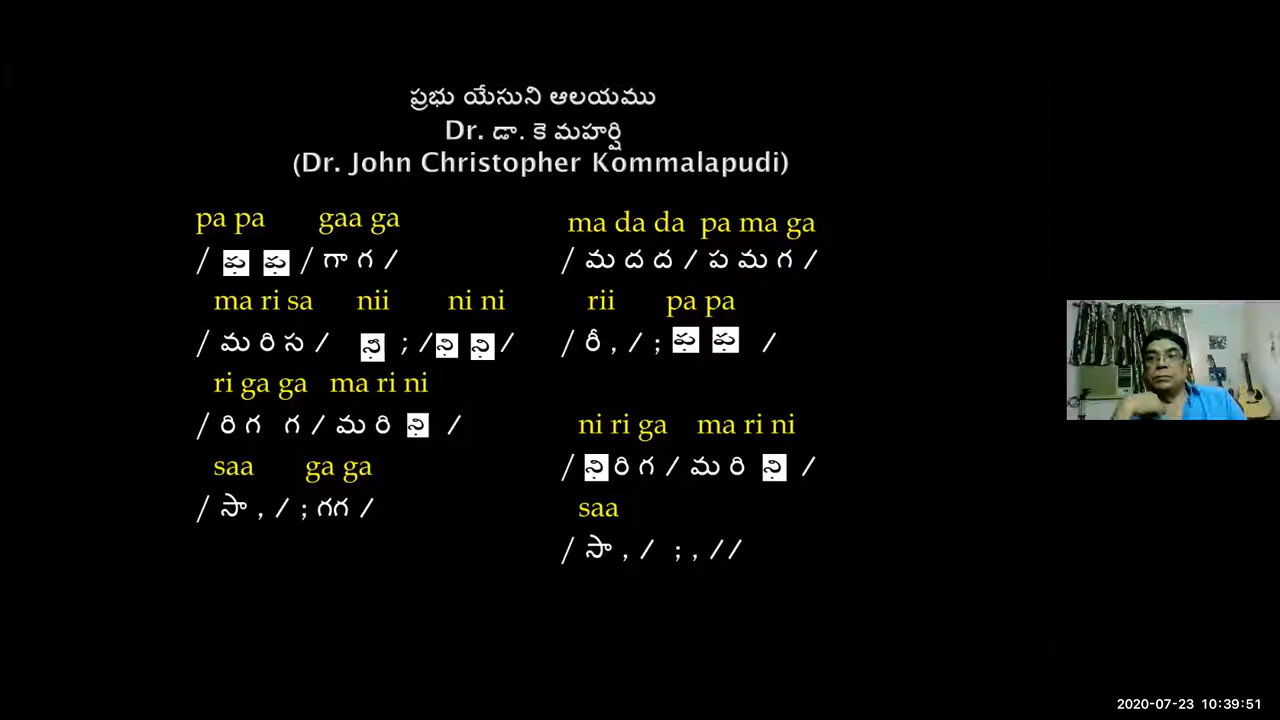 ప్రభు యేసుని ఆలయము
Dr. డా. కె మహర్షి
(Dr. John Christopher Kommalapudi)
pa pa gaa ga
/ ప̣ ప̣ / గా గ /
ma ri sa nii ni ni
/ మ రి స / నీ̣ ; / ని̣ ని̣ /
ri ga ga ma ri ni
/ రి గ గ / మ రి ని̣ /
saa ga ga
/ సా , / ; గగ /
ma da da pa ma ga
/ మ ద ద / ప మ గ /
rii pa pa
/ రీ , / ; ప̣ ప̣ /
ni ri ga ma ri ni
/ ని̣ రి గ / మ రి ని̣ /
saa
/ సా , / ; , //
2020-07-23 10:39:51